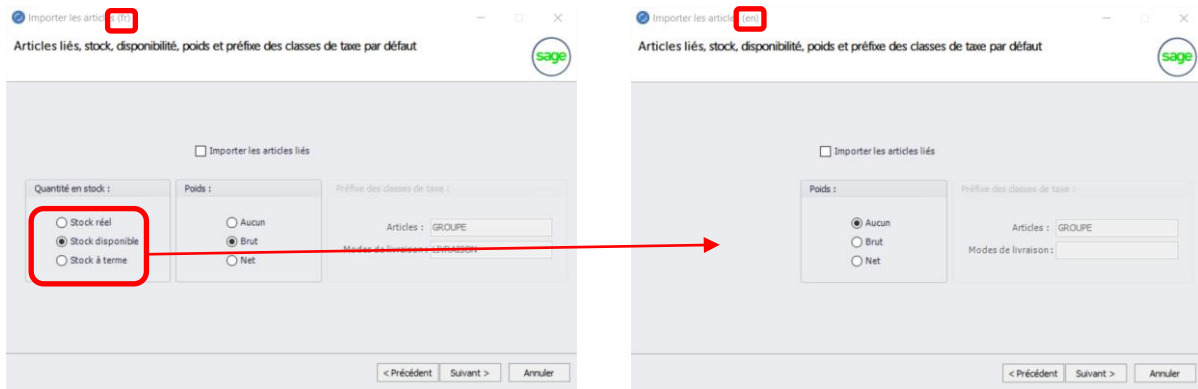 Importer les articles (fr)
Articles liés, stock, disponibilité, poids et préfixe des classes de taxe par défaut
sage
Importer les articles liés
Quantité en stock :
Stock réel
Stock disponible
Stock à terme
Poids :
Aucun
Brut
Net
Préfixe des classes de taxe :
Articles : GROUPE
Modes de livraison : LIVRAISON
< Précédent Suivant > Annuler
Importer les articles (en)
Articles liés, stock, disponibilité, poids et préfixe des classes de taxe par défaut
sage
Importer les articles liés
Poids :
Aucun
Brut
Net
Préfixe des classes de taxe :
Articles : GROUPE
Modes de livraison :
< Précédent Suivant > Annuler